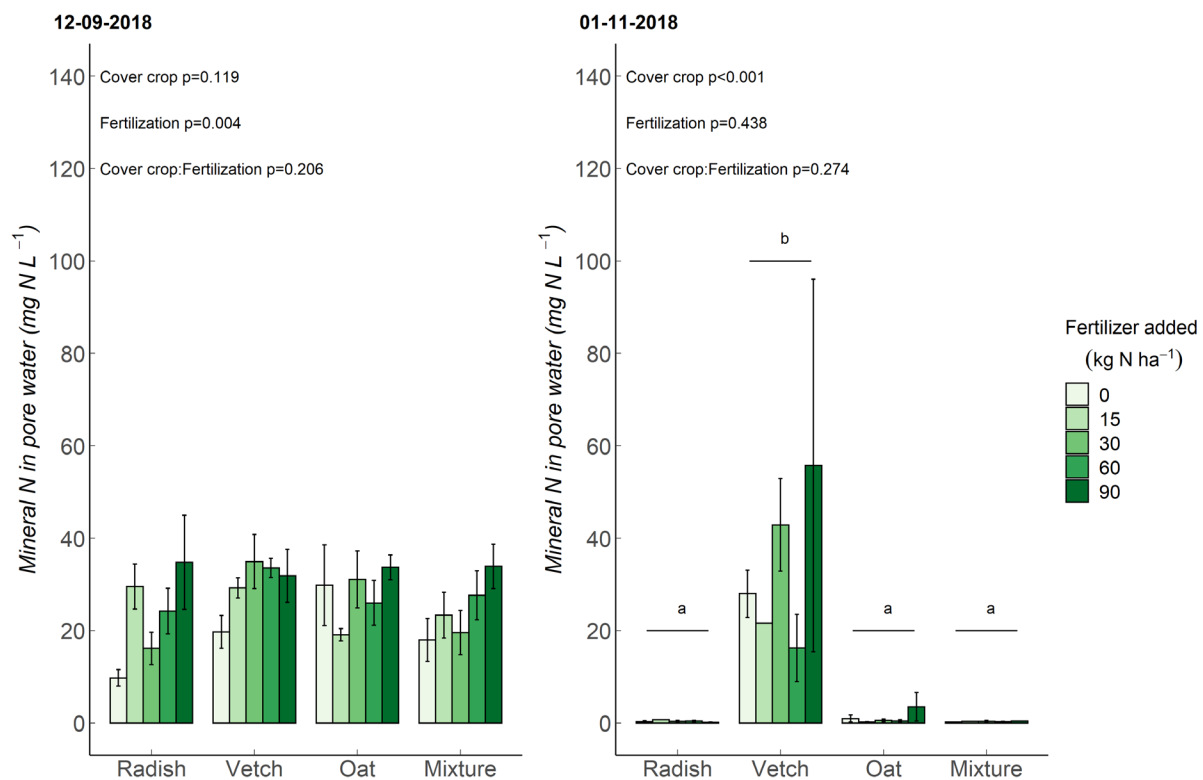 12-09-2018
Cover crop p=0.119
Fertilization p=0.004
Cover crop:Fertilization p=0.206
Mineral N in pore water (mg N L⁻¹)
140
120
100
80
60
40
20
0
Radish Vetch Oat Mixture
01-11-2018
Cover crop p<0.001
Fertilization p=0.438
Cover crop:Fertilization p=0.274
Mineral N in pore water (mg N L⁻¹)
140
120
100
80
60
40
20
0
b
a a a
Radish Vetch Oat Mixture
Fertilizer added
(kg N ha⁻¹)
0
15
30
60
90